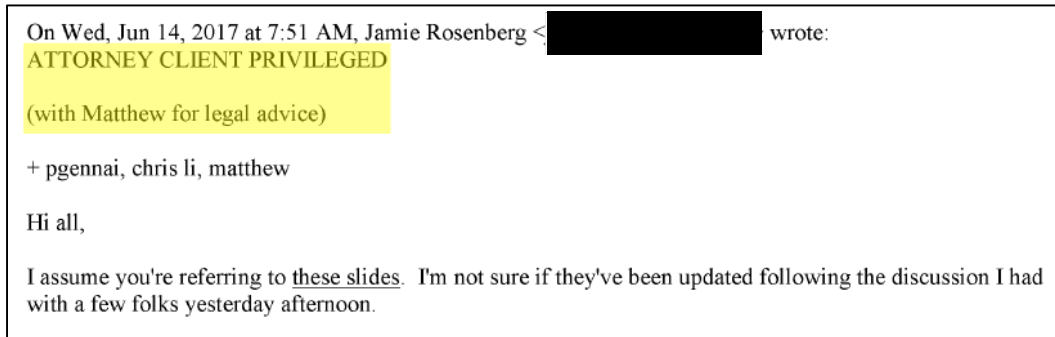 On Wed, Jun 14, 2017 at 7:51 AM, Jamie Rosenberg < wrote:
ATTORNEY CLIENT PRIVILEGED
(with Matthew for legal advice)
+ pgennai, chris li, matthew
Hi all,
I assume you're referring to these slides. I'm not sure if they've been updated following the discussion I had
with a few folks yesterday afternoon.